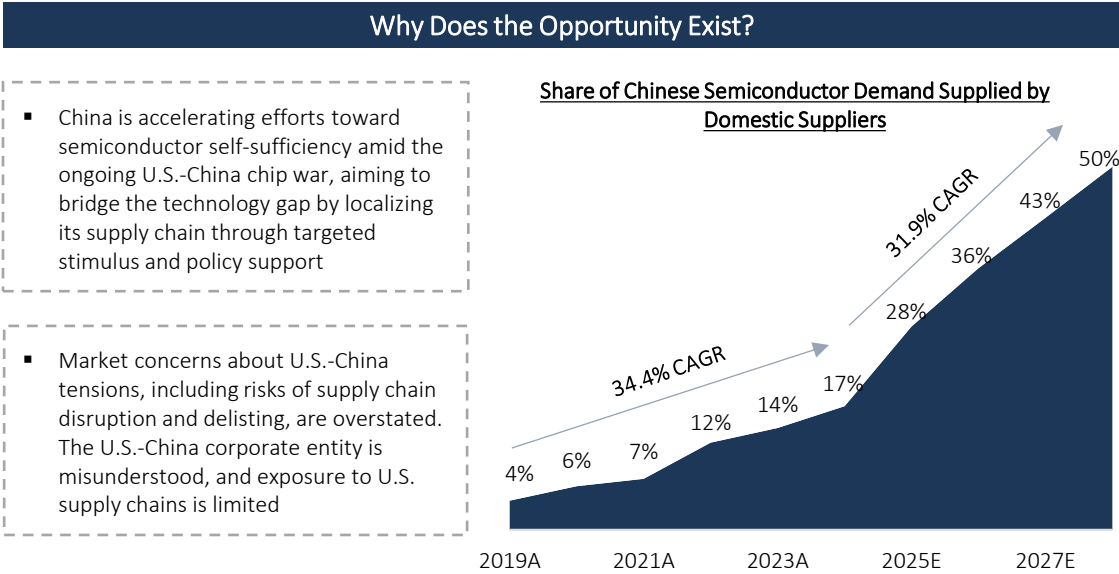 Why Does the Opportunity Exist?
▪ China is accelerating efforts toward
semiconductor self-sufficiency amid the
ongoing U.S.-China chip war, aiming to
bridge the technology gap by localizing
its supply chain through targeted
stimulus and policy support
▪ Market concerns about U.S.-China
tensions, including risks of supply chain
disruption and delisting, are overstated.
The U.S.-China corporate entity is
misunderstood, and exposure to U.S.
supply chains is limited
Share of Chinese Semiconductor Demand Supplied by
Domestic Suppliers
34.4% CAGR
31.9% CAGR
4%
6%
7%
12%
14%
17%
28%
36%
43%
50%
2019A
2021A
2023A
2025E
2027E